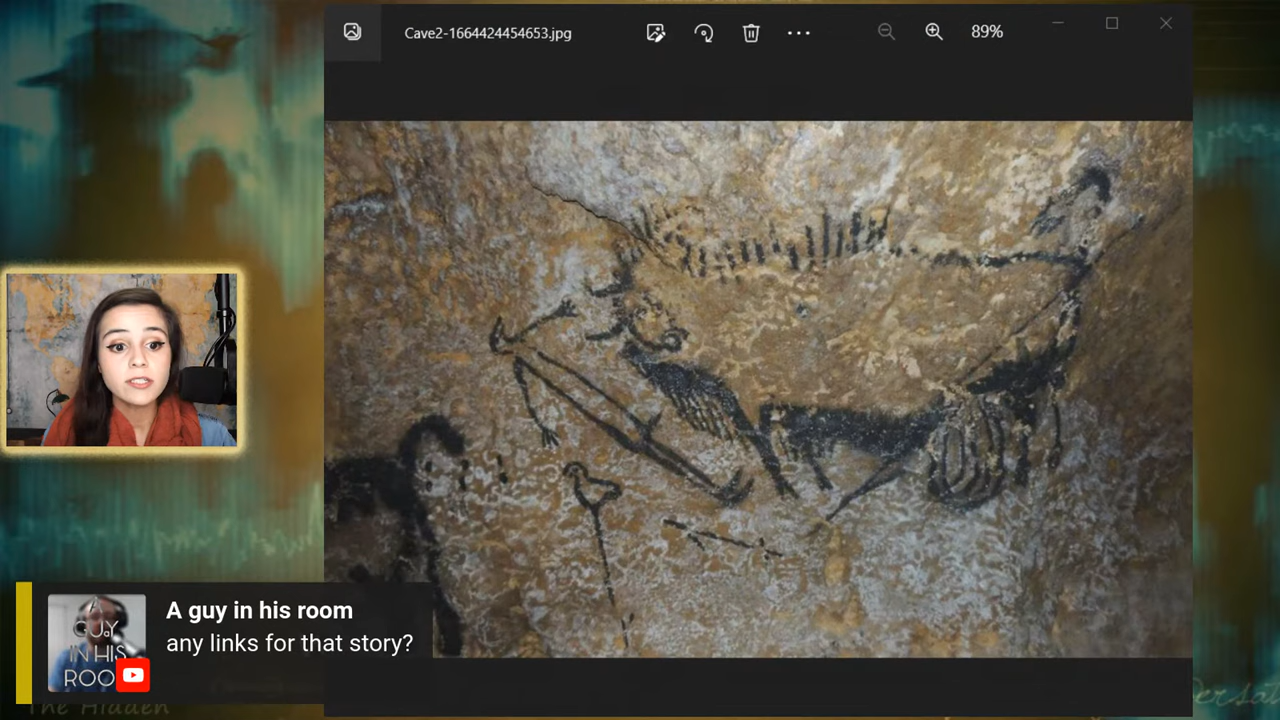 Cave2-1664424454653.jpg
89%
A guy in his room
any links for that story?
A
GUY
IN HIS
ROO
The Hidden